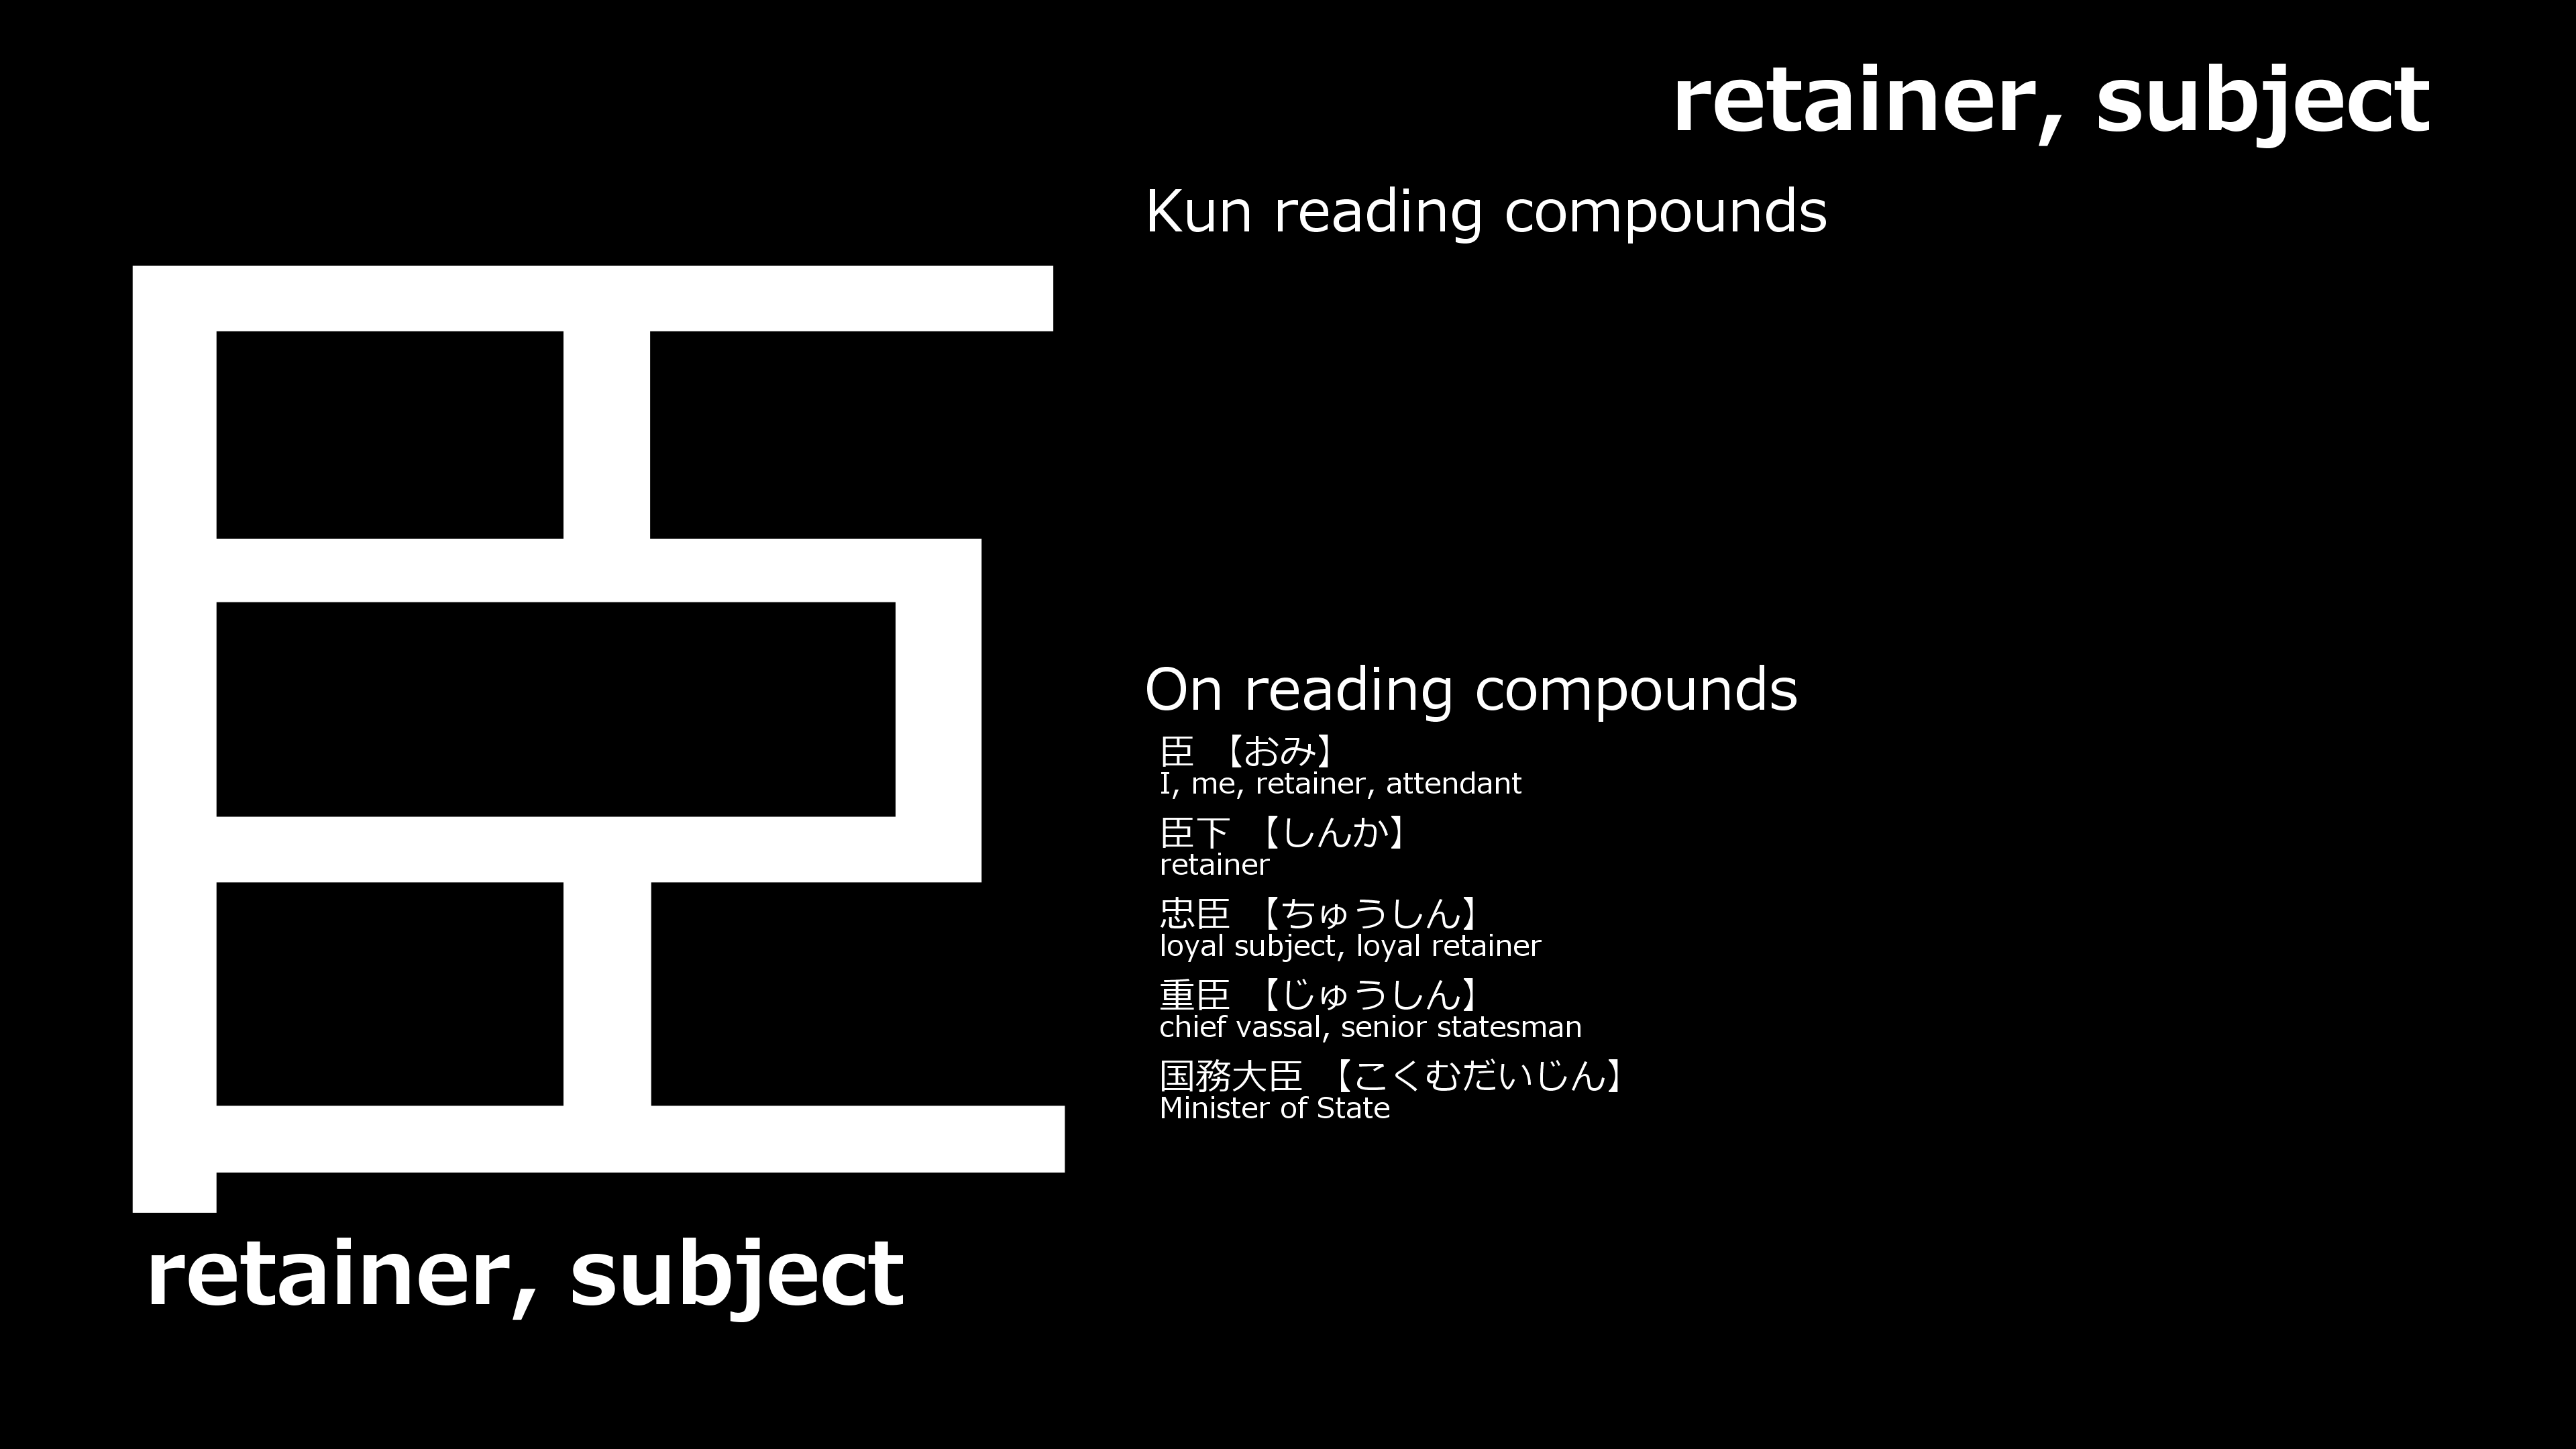 臣
retainer, subject
retainer, subject
Kun reading compounds
On reading compounds
臣 【おみ】
I, me, retainer, attendant
臣下 【しんか】
retainer
忠臣 【ちゅうしん】
loyal subject, loyal retainer
重臣 【じゅうしん】
chief vassal, senior statesman
国務大臣 【こくむだいじん】
Minister of State